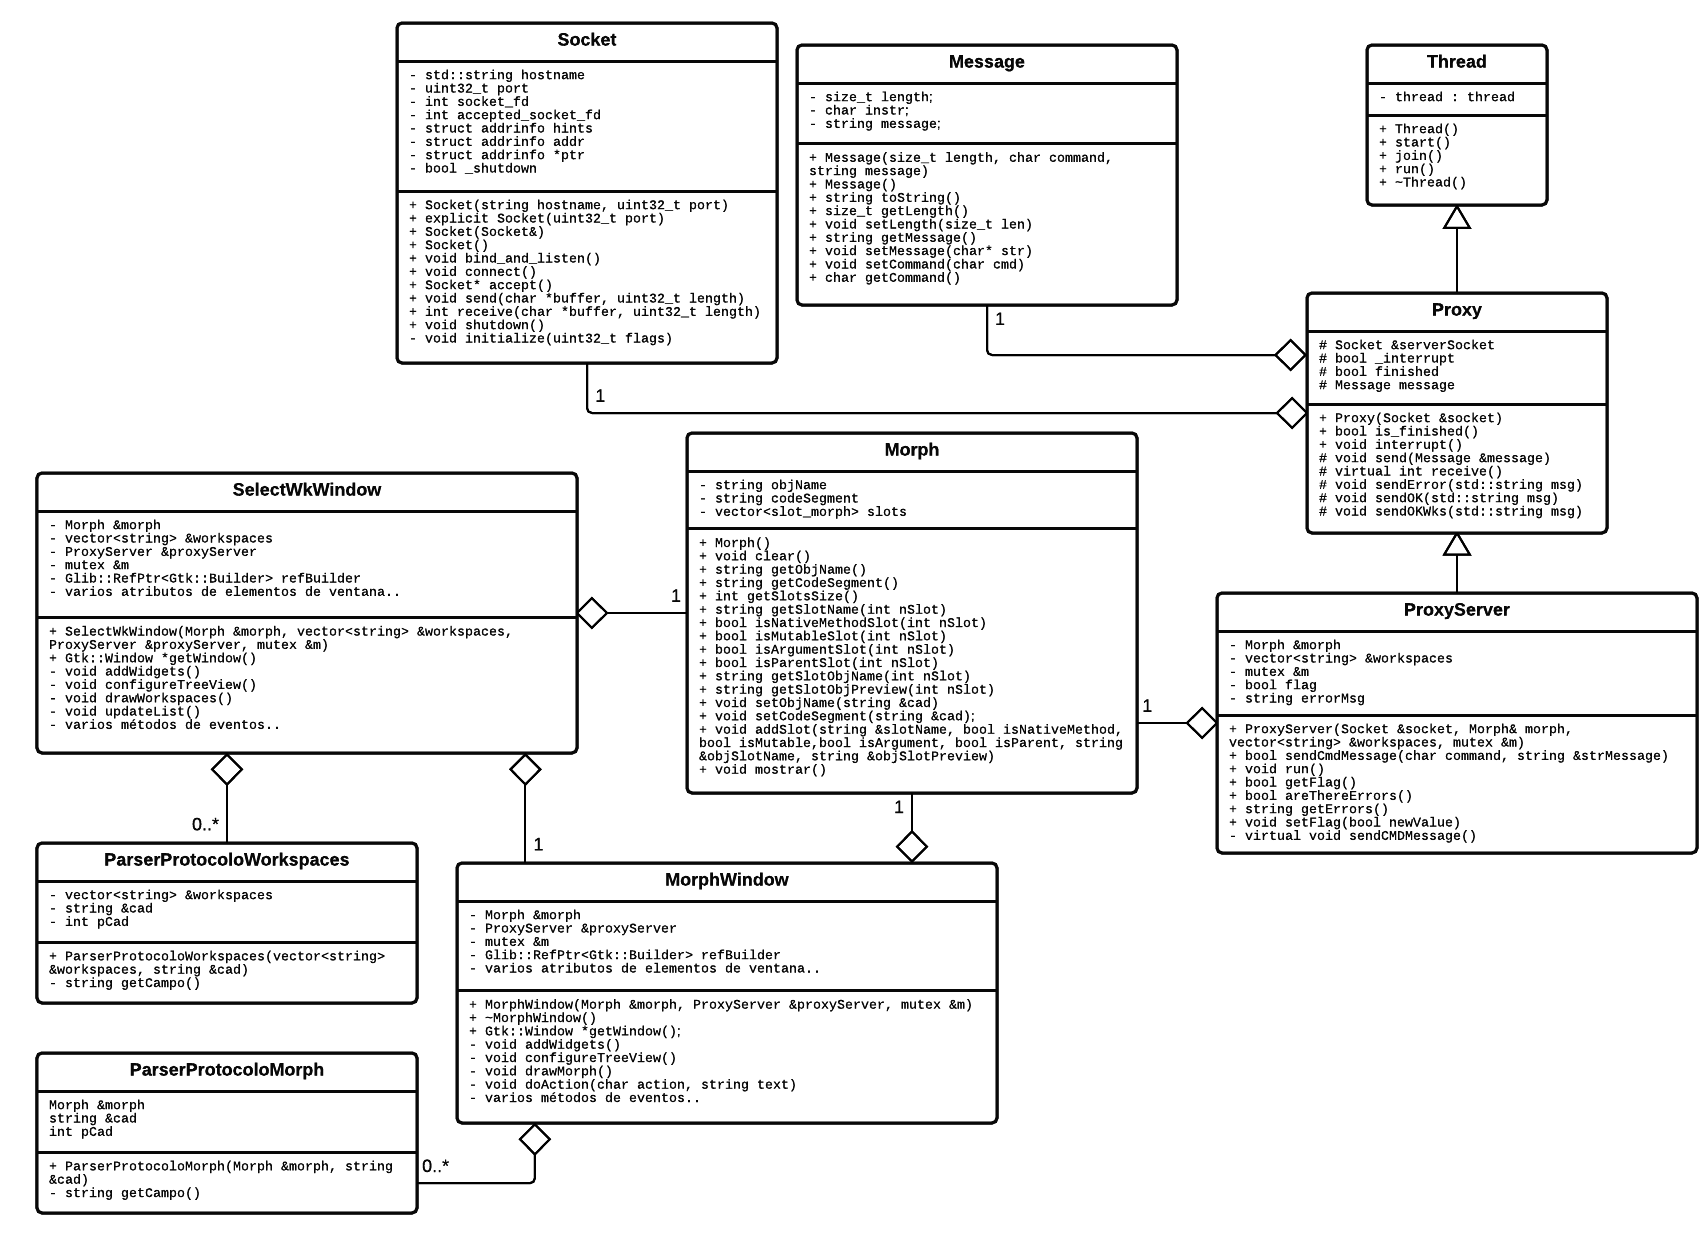 Socket
- std::string hostname
- uint32_t port
- int socket_fd
- int accepted_socket_fd
- struct addrinfo hints
- struct addrinfo addr
- struct addrinfo *ptr
- bool _shutdown
+ Socket(string hostname, uint32_t port)
+ explicit Socket(uint32_t port)
+ Socket(Socket&)
+ Socket()
+ void bind_and_listen()
+ void connect()
+ Socket* accept()
+ void send(char *buffer, uint32_t length)
+ int receive(char *buffer, uint32_t length)
+ void shutdown()
- void initialize(uint32_t flags)
1
Message
- size_t length;
- char instr;
- string message;
+ Message(size_t length, char command,
string message)
+ Message()
+ string toString()
+ size_t getLength()
+ void setLength(size_t len)
+ string getMessage()
+ void setMessage(char* str)
+ void setCommand(char cmd)
+ char getCommand()
1
Thread
- thread : thread
+ Thread()
+ start()
+ join()
+ run()
+ ~Thread()
Proxy
# Socket &serverSocket
# bool _interrupt
# bool finished
# Message message
+ Proxy(Socket &socket)
+ bool is_finished()
+ void interrupt()
# void send(Message &message)
# virtual int receive()
# void sendError(std::string msg)
# void sendOK(std::string msg)
# void sendOKWks(std::string msg)
SelectWkWindow
- Morph &morph
- vector<string> &workspaces
- ProxyServer &proxyServer
- mutex &m
- Glib::RefPtr<Gtk::Builder> refBuilder
- varios atributos de elementos de ventana..
+ SelectWkWindow(Morph &morph, vector<string> &workspaces,
ProxyServer &proxyServer, mutex &m)
+ Gtk::Window *getWindow()
- void addWidgets()
- void configureTreeView()
- void drawWorkspaces()
- void updateList()
- varios métodos de eventos..
1
Morph
- string objName
- string codeSegment
- vector<slot_morph> slots
+ Morph()
+ void clear()
+ string getObjName()
+ string getCodeSegment()
+ int getSlotsSize()
+ string getSlotName(int nSlot)
+ bool isNativeMethodSlot(int nSlot)
+ bool isMutableSlot(int nSlot)
+ bool isArgumentSlot(int nSlot)
+ bool isParentSlot(int nSlot)
+ string getSlotObjName(int nSlot)
+ string getSlotObjPreview(int nSlot)
+ void setObjName(string &cad)
+ void setCodeSegment(string &cad);
+ void addSlot(string &slotName, bool isNativeMethod,
bool isMutable,bool isArgument, bool isParent, string
&objSlotName, string &objSlotPreview)
+ void mostrar()
1
1
ProxyServer
- Morph &morph
- vector<string> &workspaces
- mutex &m
- bool flag
- string errorMsg
+ ProxyServer(Socket &socket, Morph& morph,
vector<string> &workspaces, mutex &m)
+ bool sendCmdMessage(char command, string &strMessage)
+ void run()
+ bool getFlag()
+ bool areThereErrors()
+ string getErrors()
+ void setFlag(bool newValue)
- virtual void sendCMDMessage()
0..*
1
ParserProtocoloWorkspaces
- vector<string> &workspaces
- string &cad
- int pCad
+ ParserProtocoloWorkspaces(vector<string>
&workspaces, string &cad)
- string getCampo()
MorphWindow
- Morph &morph
- ProxyServer &proxyServer
- mutex &m
- Glib::RefPtr<Gtk::Builder> refBuilder
- varios atributos de elementos de ventana..
+ MorphWindow(Morph &morph, ProxyServer &proxyServer, mutex &m)
+ ~MorphWindow()
+ Gtk::Window *getWindow();
- void addWidgets()
- void configureTreeView()
- void drawMorph()
- void doAction(char action, string text)
- varios métodos de eventos..
ParserProtocoloMorph
Morph &morph
string &cad
int pCad
+ ParserProtocoloMorph(Morph &morph, string
&cad)
- string getCampo()
0..*